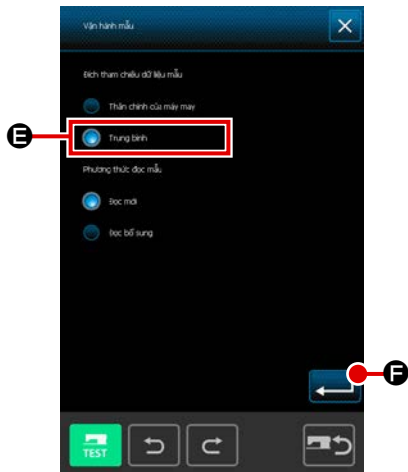 Vận hành mẫu
Đích tham chiếu dữ liệu mẫu
Thân chính của máy may
E
Trung bình
Phương thức đọc mẫu
Đọc mới
Đọc bổ sung
F
TEST